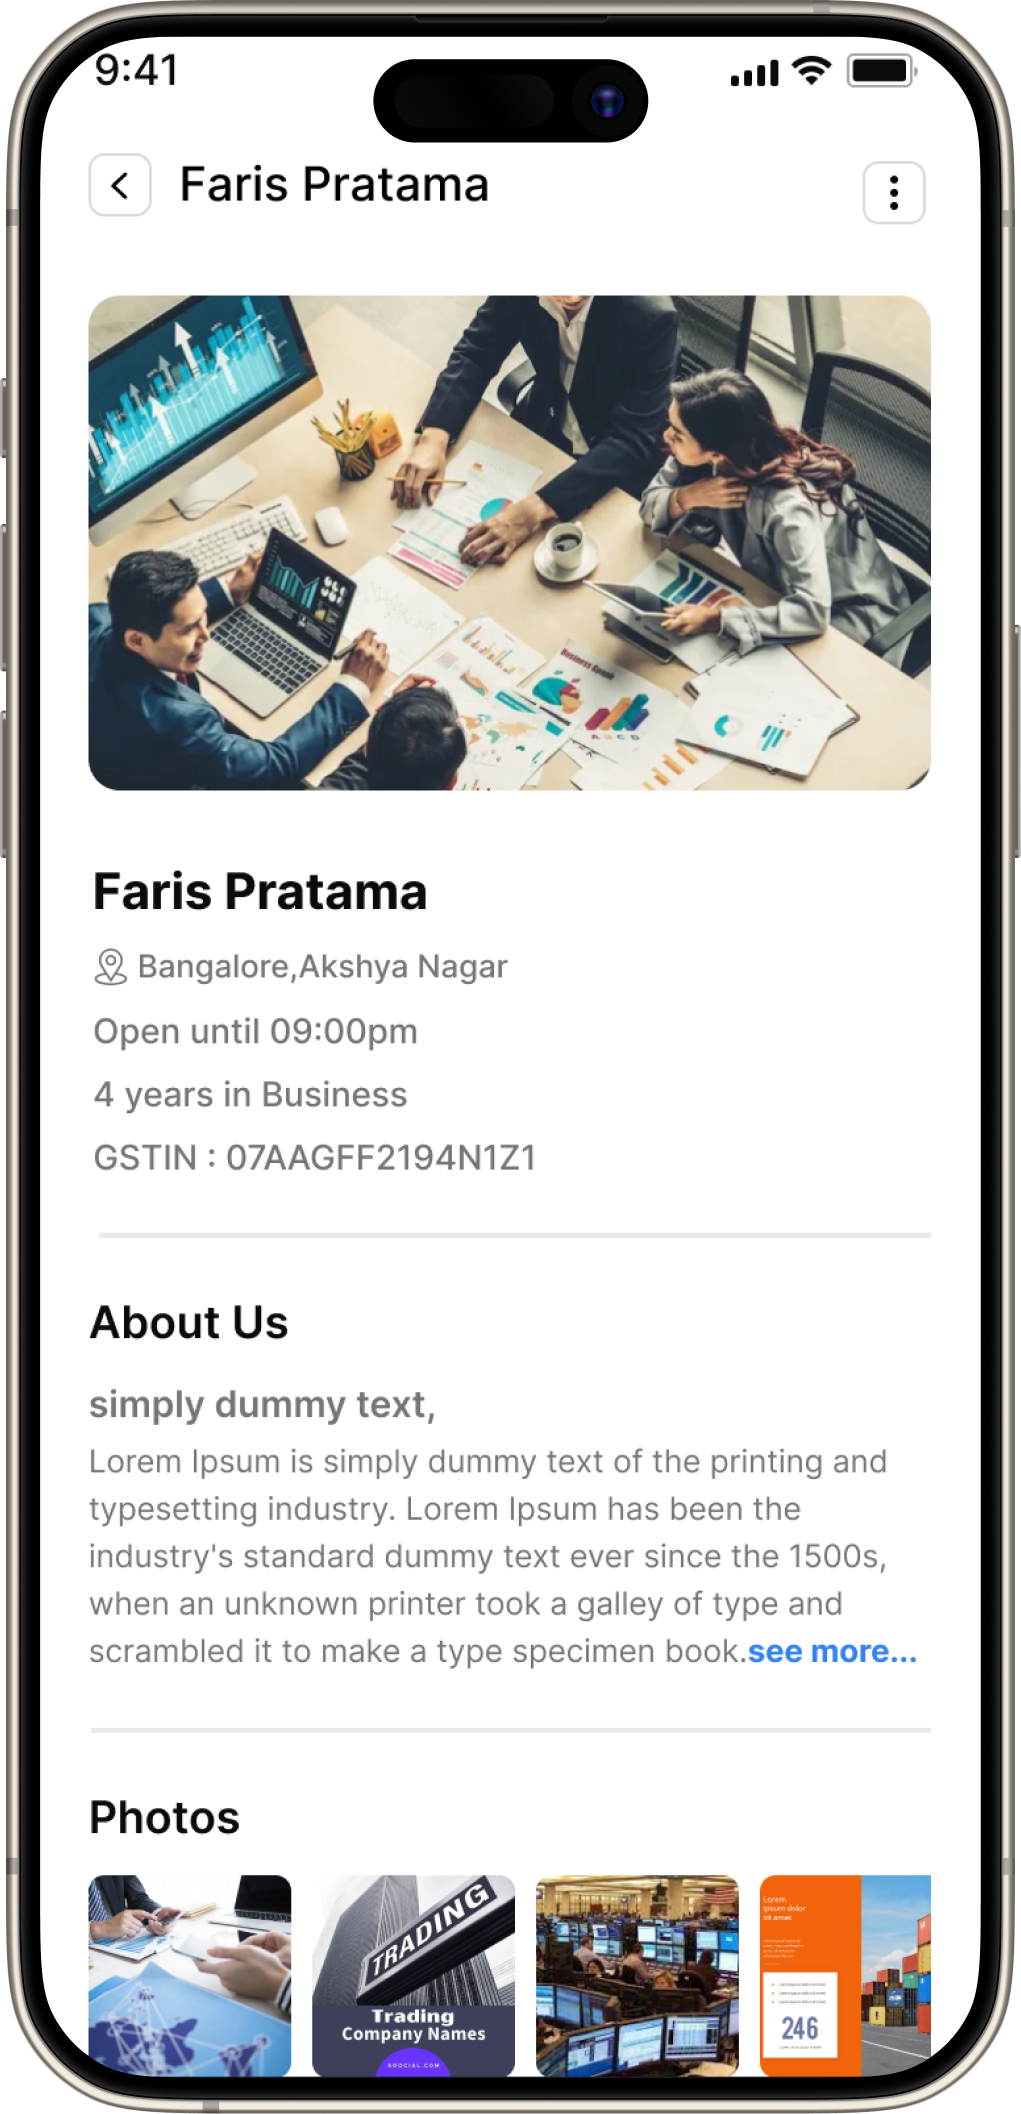 9:41
Faris Pratama
Business Growth
A B C D
Faris Pratama
Bangalore,Akshya Nagar
Open until 09:00pm
4 years in Business
GSTIN : 07AAGFF2194N1Z1
About Us
simply dummy text,
Lorem Ipsum is simply dummy text of the printing and
typesetting industry. Lorem Ipsum has been the
industry's standard dummy text ever since the 1500s,
when an unknown printer took a galley of type and
scrambled it to make a type specimen book.see more...
Photos
TRADING
Trading
Company Names
SOOCIAL.COM
Lorem
ipsum dolor
sit amet
246